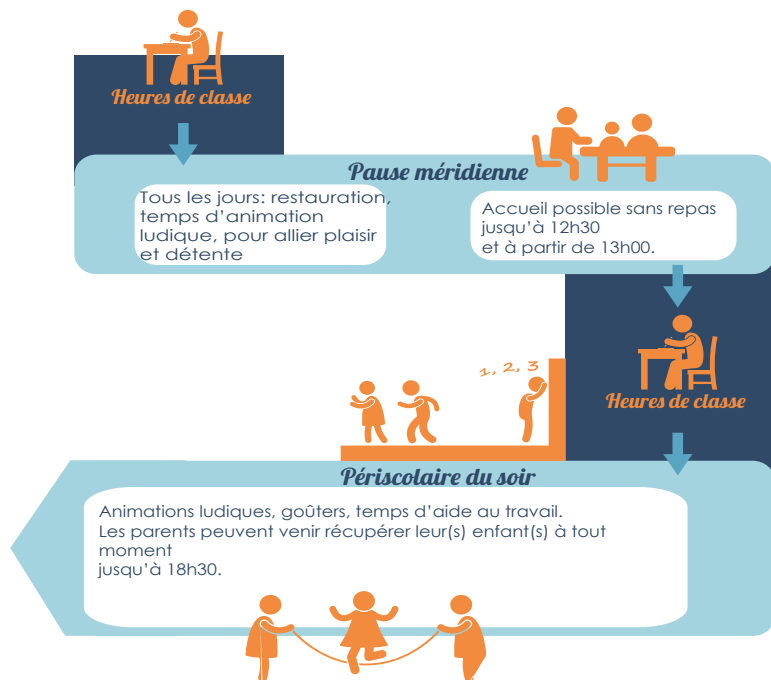 Heures de classe
Pause méridienne
Tous les jours: restauration,
temps d'animation
ludique, pour allier plaisir
et détente
Accueil possible sans repas
jusqu'à 12h30
et à partir de 13h00.
1, 2, 3
Heures de classe
Périscolaire du soir
Animations ludiques, goûters, temps d'aide au travail.
Les parents peuvent venir récupérer leur(s) enfant(s) à tout
moment
jusqu'à 18h30.